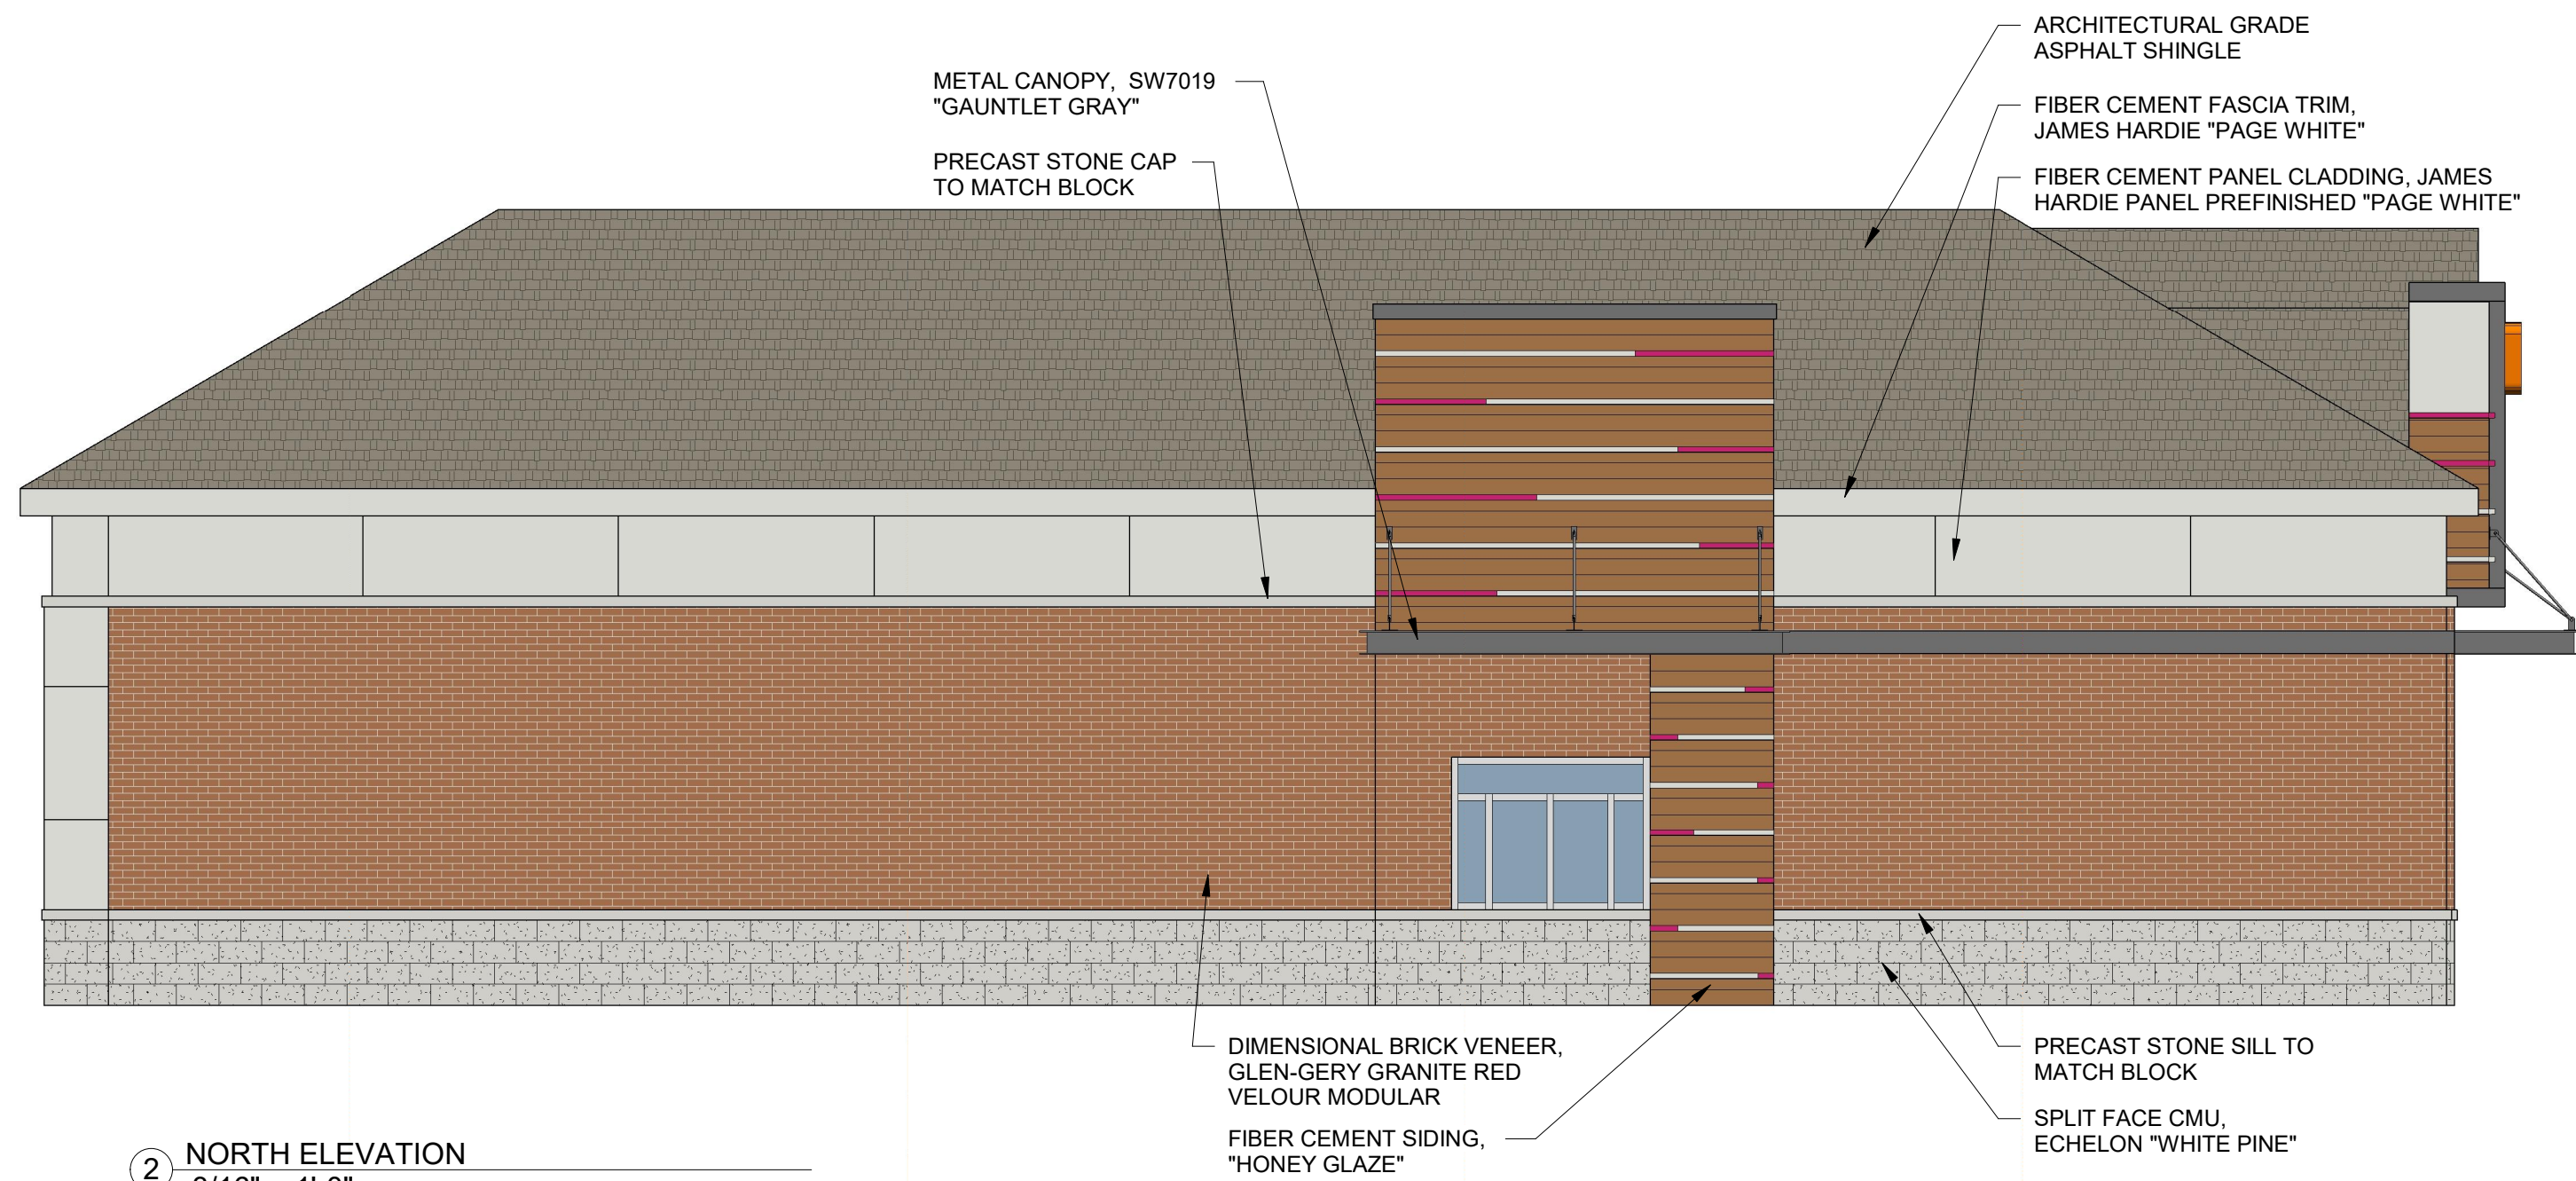 ARCHITECTURAL GRADE
ASPHALT SHINGLE
METAL CANOPY, SW7019
"GAUNTLET GRAY"
FIBER CEMENT FASCIA TRIM,
JAMES HARDIE "PAGE WHITE"
PRECAST STONE CAP
TO MATCH BLOCK
FIBER CEMENT PANEL CLADDING, JAMES
HARDIE PANEL PREFINISHED "PAGE WHITE"
DIMENSIONAL BRICK VENEER,
GLEN-GERY GRANITE RED
VELOUR MODULAR
FIBER CEMENT SIDING,
"HONEY GLAZE"
PRECAST STONE SILL TO
MATCH BLOCK
SPLIT FACE CMU,
ECHELON "WHITE PINE"
2 NORTH ELEVATION